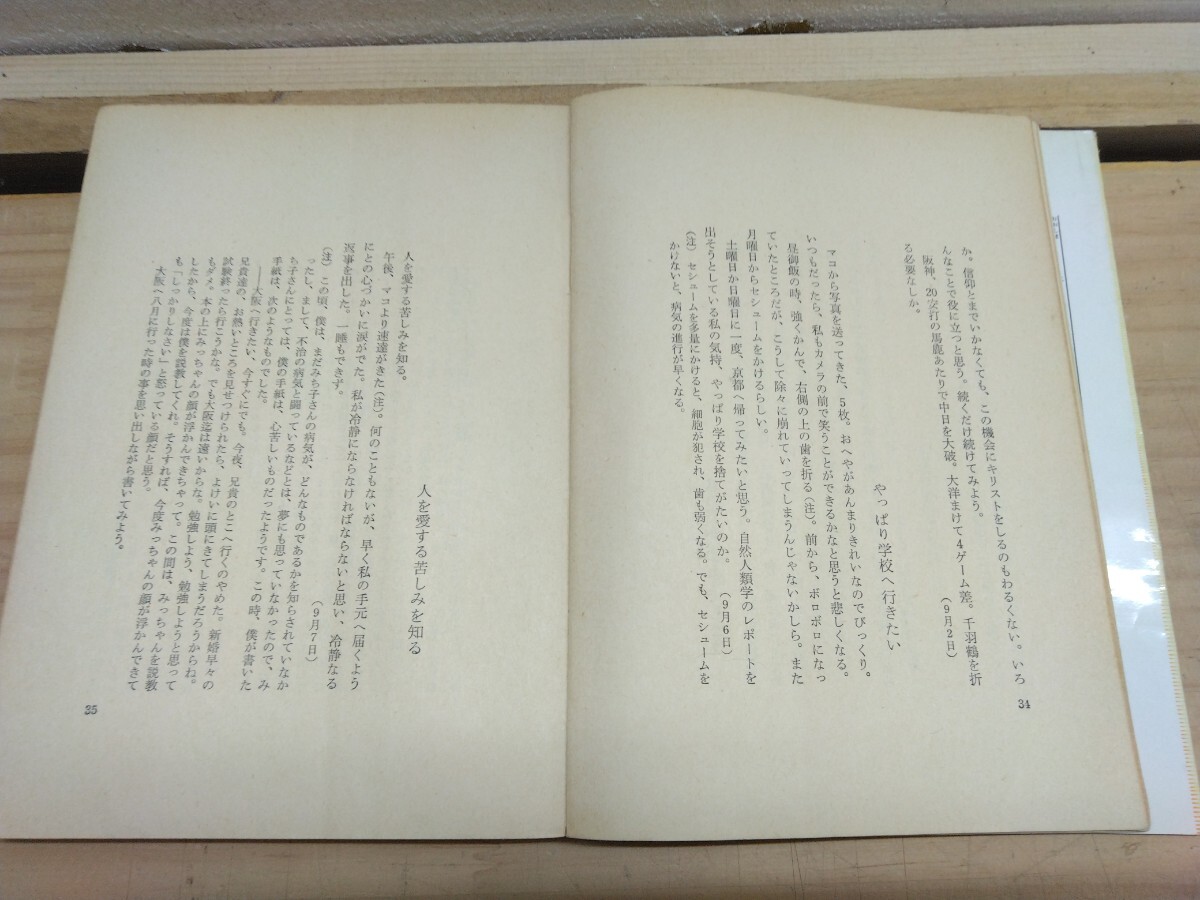 か。信仰とまでいかなくても、この機会にキリストをしるのもわるくない。いろ
んなことで役に立つと思う。続くだけ続けてみよう。
(9月2日)
阪神、20安打の馬鹿あたりで中日を大破。大洋まけて4ゲーム差。千羽鶴を折
る必要なしか。
やっぱり学校へ行きたい
マコから写真を送ってきた、5枚。おへやがあんまりきれいなのでびっくり。
いつもだったら、私もカメラの前で笑うことができるかなと思うと悲しくなる。
昼御飯の時、強くかんで、右側の上の歯を折る(注)。前から、ボロボロになっ
ていたところだが、こうして除々に崩れていってしまうんじゃないかしら。また
月曜日からセシュームをかけるらしい。
土曜日か日曜日に一度、京都へ帰ってみたいと思う。自然人類学のレポートを
出そうとしている私の気持、やっぱり学校を捨てがたいのか。
(9月6日)
(注) セシュームを多量にかけると、細胞が犯され、歯も弱くなる。でも、セシュームを
かけないと、病気の進行が早くなる。
34
人を愛する苦しみを知る
人を愛する苦しみを知る。
午後、マコより速達がきた(注)。何のこともないが、早く私の手元へ届くよう
にとの心づかいに涙がでた。私が冷静にならなければならないと思い、冷静なる
返事を出した。一睡もできず。
(9月7日)
(注) この頃、僕は、まだみち子さんの病気が、どんなものであるかを知らされていなか
ったし、まして、不治の病気と闘っているなどとは、夢にも思っていなかったので、み
ち子さんにとっては、僕の手紙は、心苦しいものだったようです。この時、僕が書いた
手紙は、次のようなものでした。
――大阪へ行きたい、今すぐにでも。今夜、兄貴のとこへ行くのやめた。新婚早々の
兄貴達の、お熱いところを見せつけられたら、よけいに頭にきてしまうだろうからね。
試験終ったら行こうかな。でも大阪迄は遠いからな。勉強しよう、勉強しようと思って
もダメ。本の上にみっちゃんの顔が浮かんできちゃって。この間は、みっちゃんを説教
したから、今度は僕を説教してくれ。そうすれば、今度みっちゃんの顔が浮かんできて
も「しっかりしなさい」と怒っている顔だと思う。
大阪へ八月に行った時の事を思い出しながら書いてみよう。
35